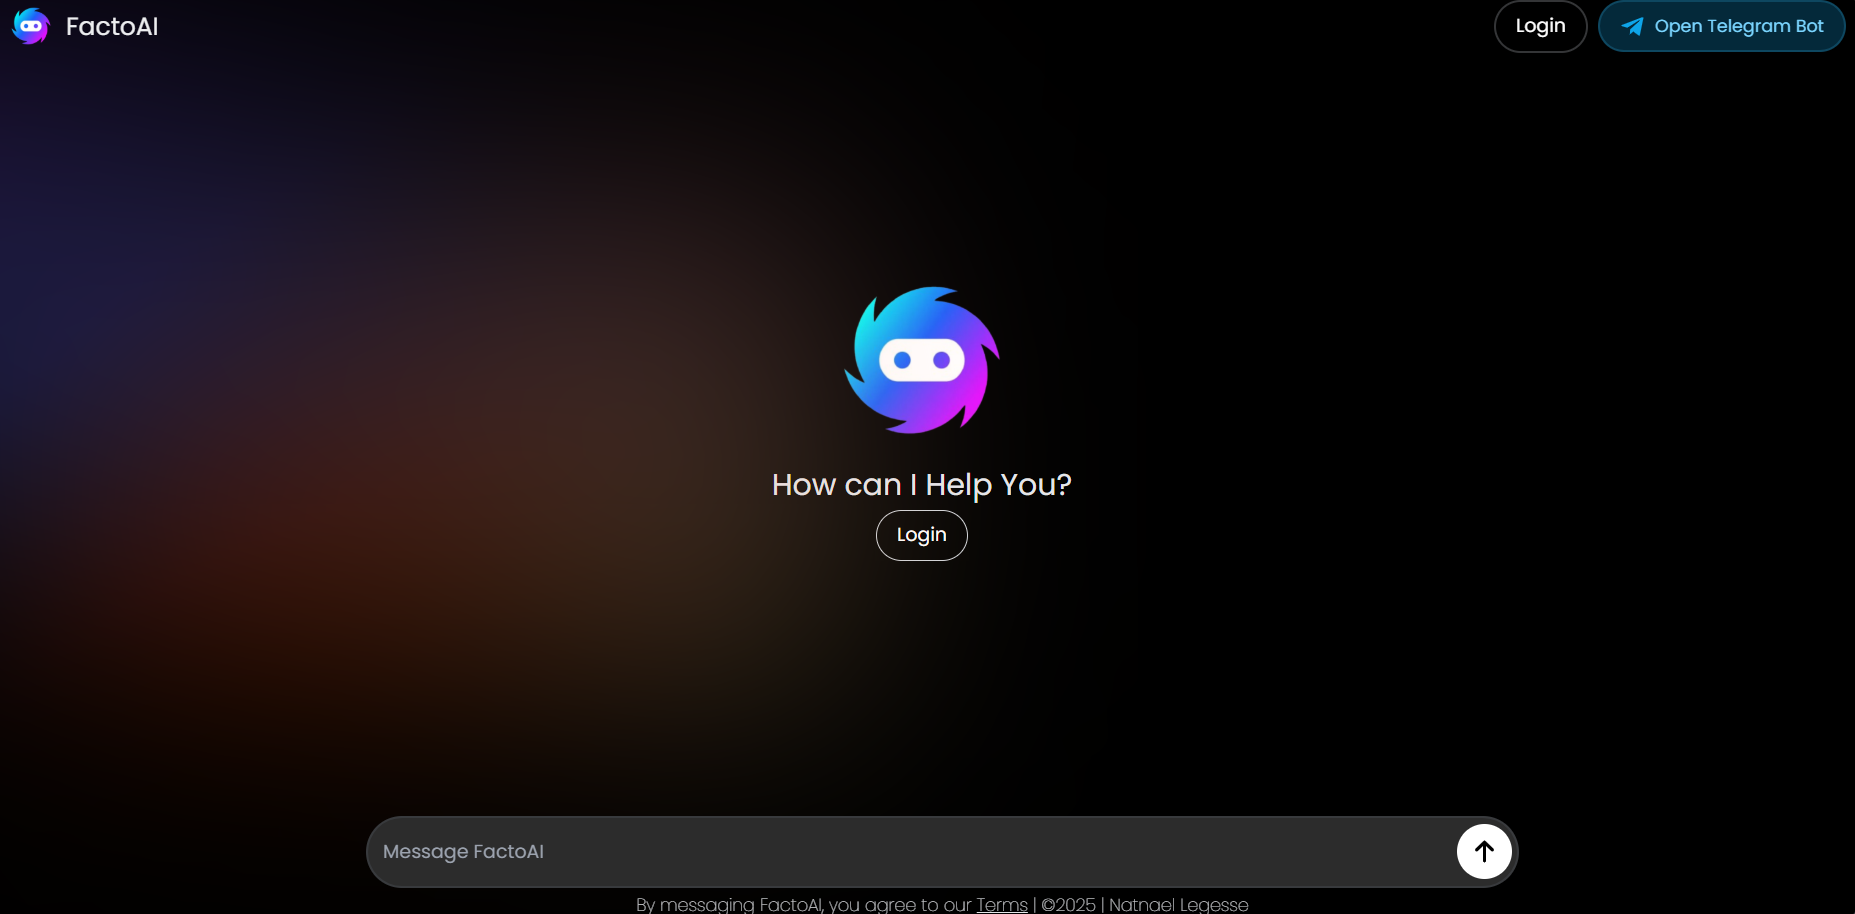 FactoAI
Login
Open Telegram Bot
How can I Help You?
Login
Message FactoAI
By messaging FactoAI, you agree to our Terms | ©2025 | Natnael Legesse